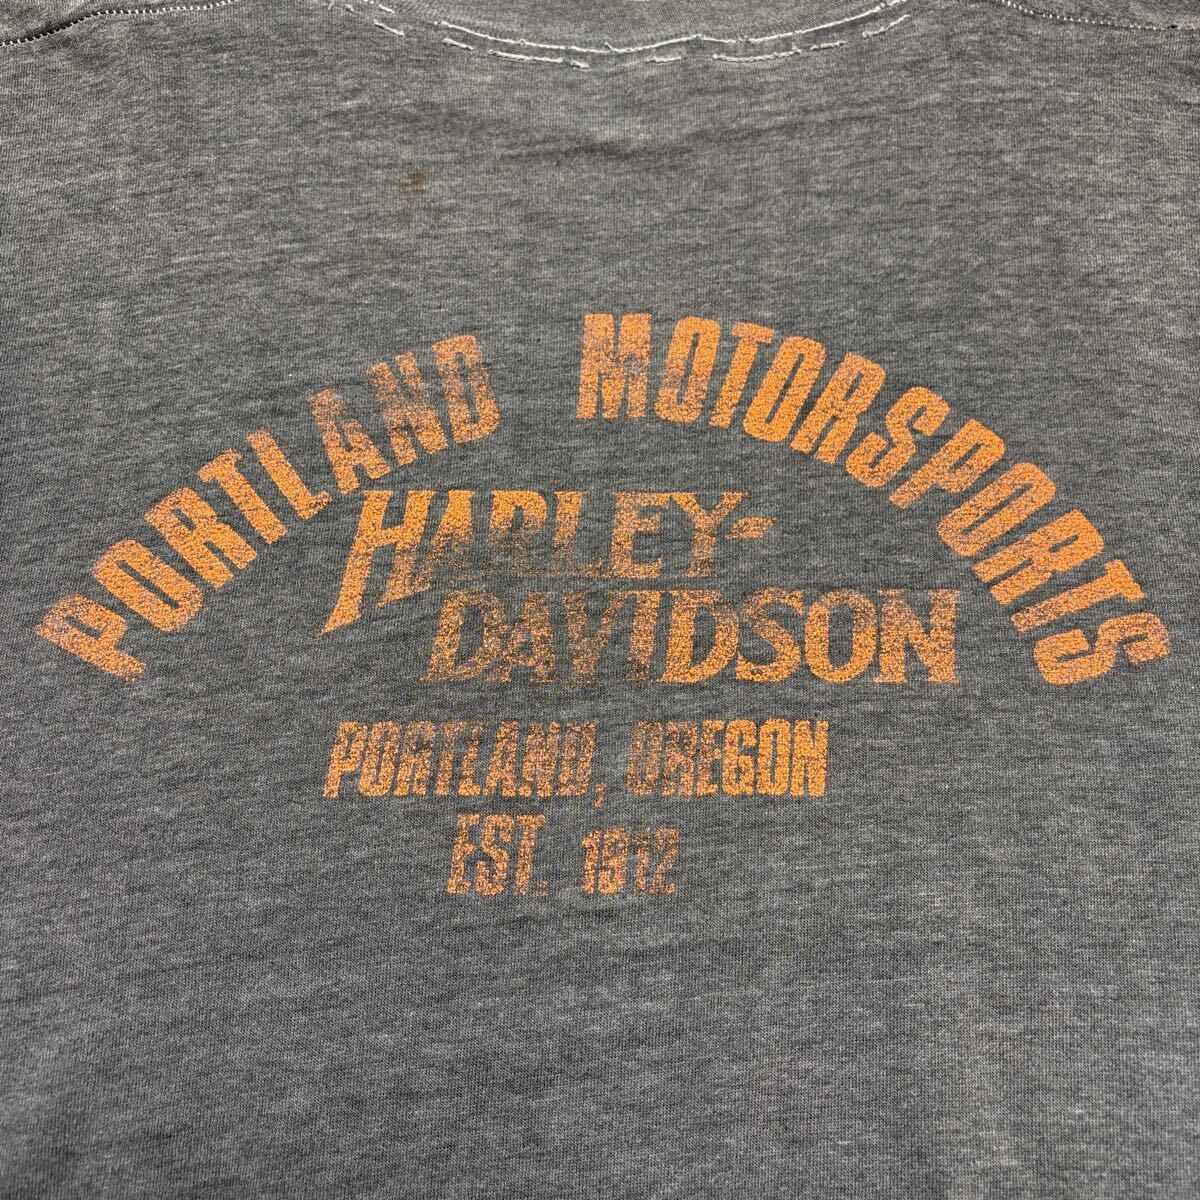 PORTLAND MOTORSPORTS
HARLEY-
DAVIDSON
PORTLAND, OREGON
EST. 1912